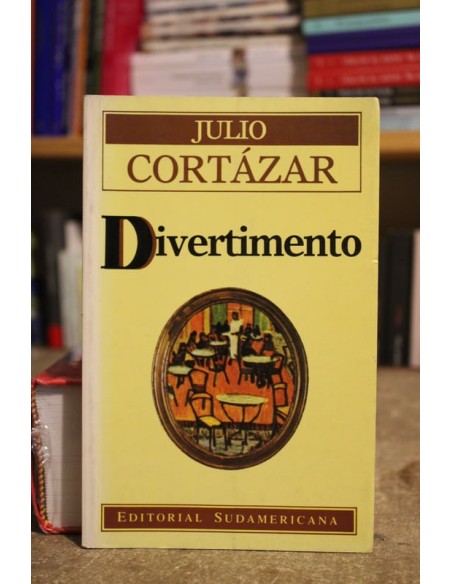 JULIO
CORTÁZAR
Divertimento
EDITORIAL SUDAMERICANA